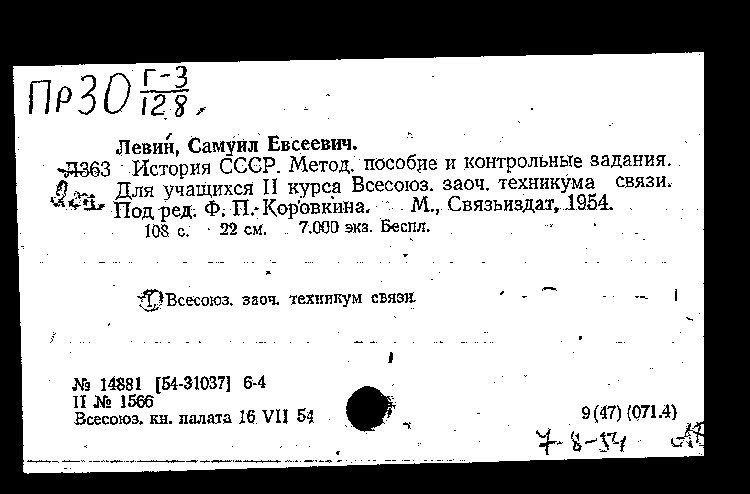 Пр30 Г-3
128
Левин, Самуил Евсеевич.
Л363 История СССР. Метод. пособие и контрольные задания.
Для учащихся II курса Всесоюз. заоч. техникума связи.
Под ред. Ф. П. Коровкина. М., Связьиздат, 1954.
108 с. 22 см. 7.000 экз. Беспл.
I Всесоюз. заоч. техникум связи.
№ 14881 [54-31037] 6-4
II № 1566
Всесоюз. кн. палата 16 VII 54
9(47) (071.4)
7-8-54